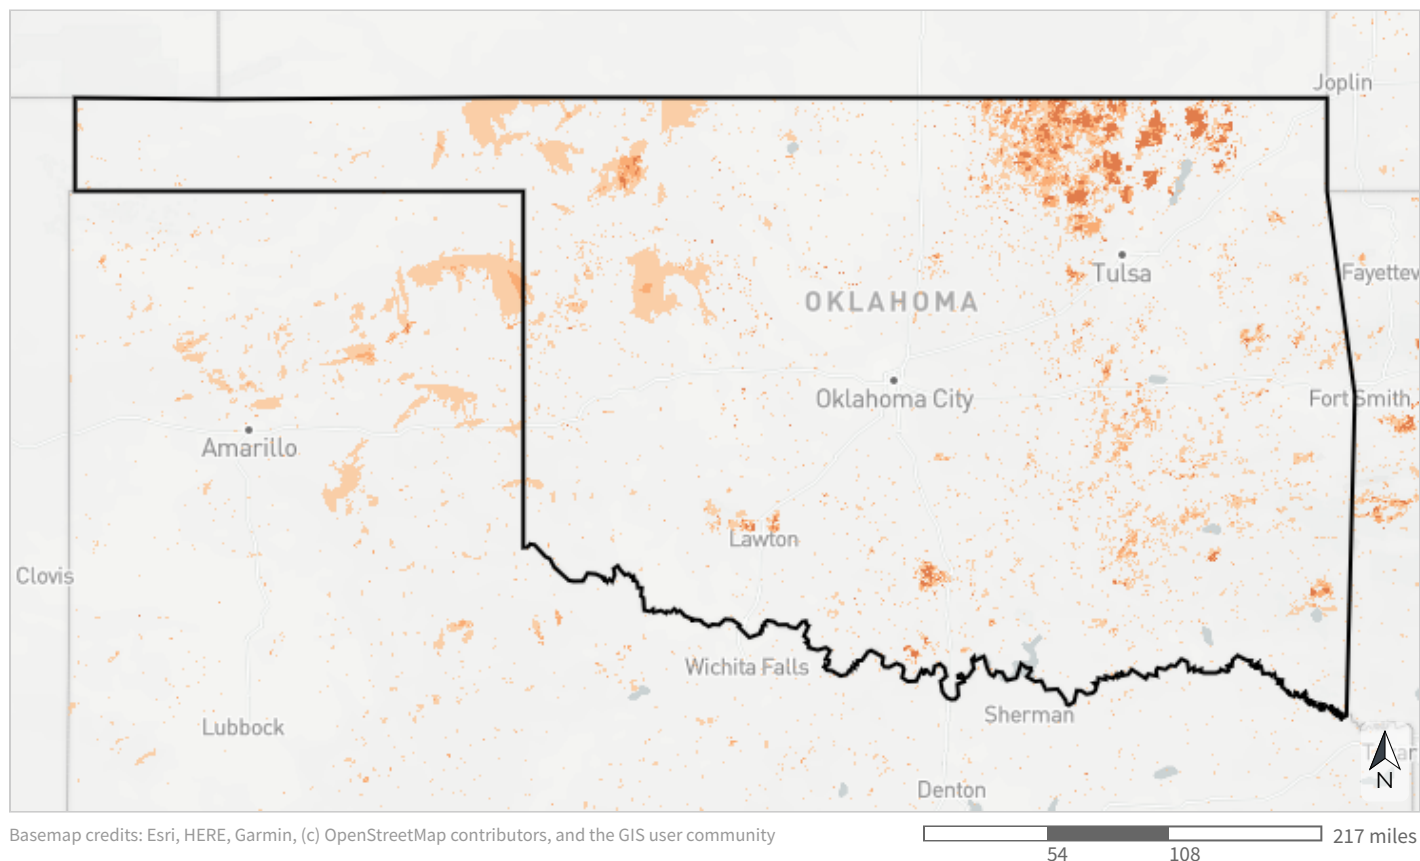 Joplin
Tulsa
Fayettev
OKLAHOMA
Oklahoma City
Fort Smith
Amarillo
Lawton
Clovis
Wichita Falls
Lubbock
Sherman
N
Denton
Basemap credits: Esri, HERE, Garmin, (c) OpenStreetMap contributors, and the GIS user community
217 miles
54
108